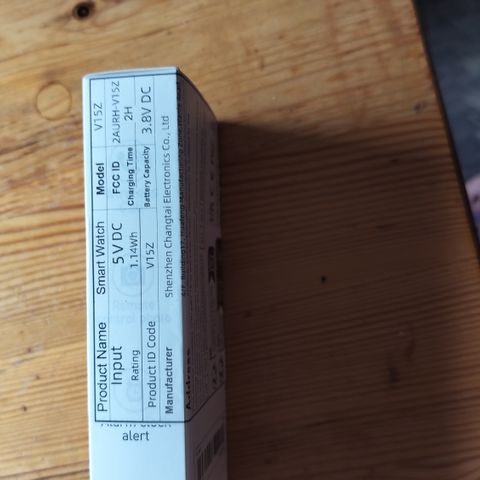 Product Name Smart Watch Model V15Z
Input 5 V DC FCC ID 2AURH-V15Z
Rating 1.14Wh Charging Time 2H
Product ID Code V15Z Battery Capacity 3.8V DC
Manufacturer Shenzhen Changtai Electronics Co., Ltd
Address
alert